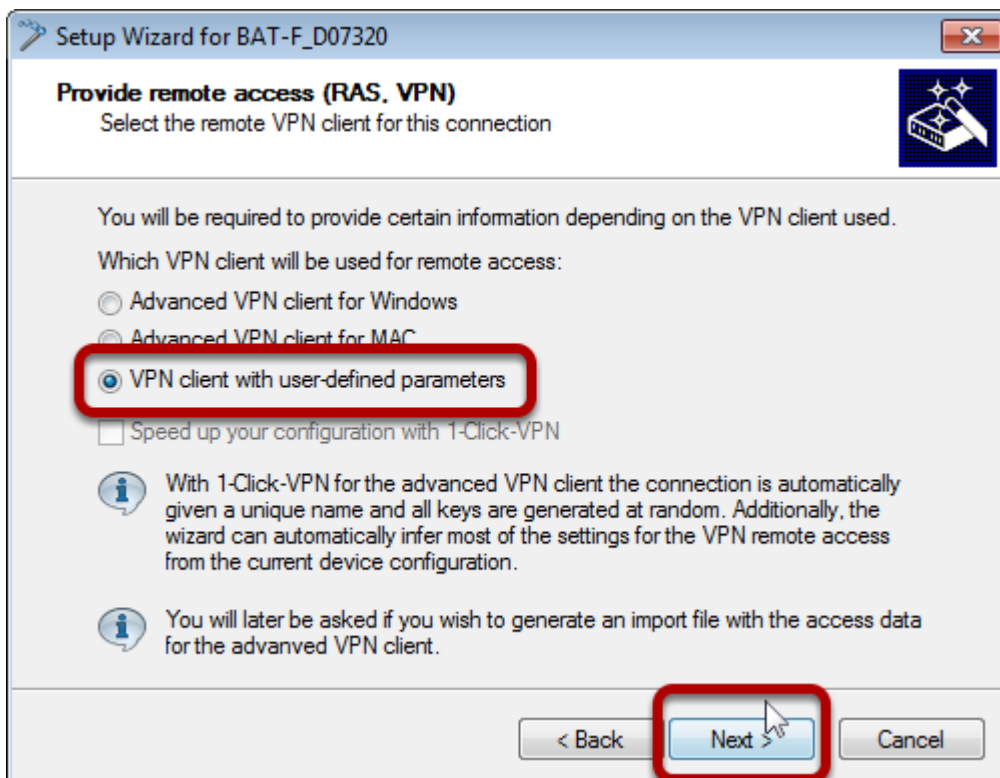 Setup Wizard for BAT-F_D07320
Provide remote access (RAS, VPN)
Select the remote VPN client for this connection
You will be required to provide certain information depending on the VPN client used.
Which VPN client will be used for remote access:
Advanced VPN client for Windows
Advanced VPN client for MAC
VPN client with user-defined parameters
Speed up your configuration with 1-Click-VPN
With 1-Click-VPN for the advanced VPN client the connection is automatically
given a unique name and all keys are generated at random. Additionally, the
wizard can automatically infer most of the settings for the VPN remote access
from the current device configuration.
You will later be asked if you wish to generate an import file with the access data
for the advanved VPN client.
< Back
Next >
Cancel